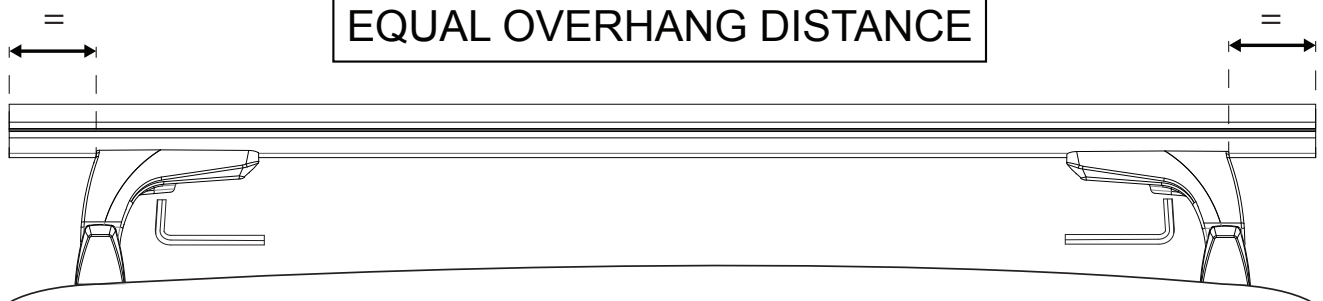 = =
EQUAL OVERHANG DISTANCE